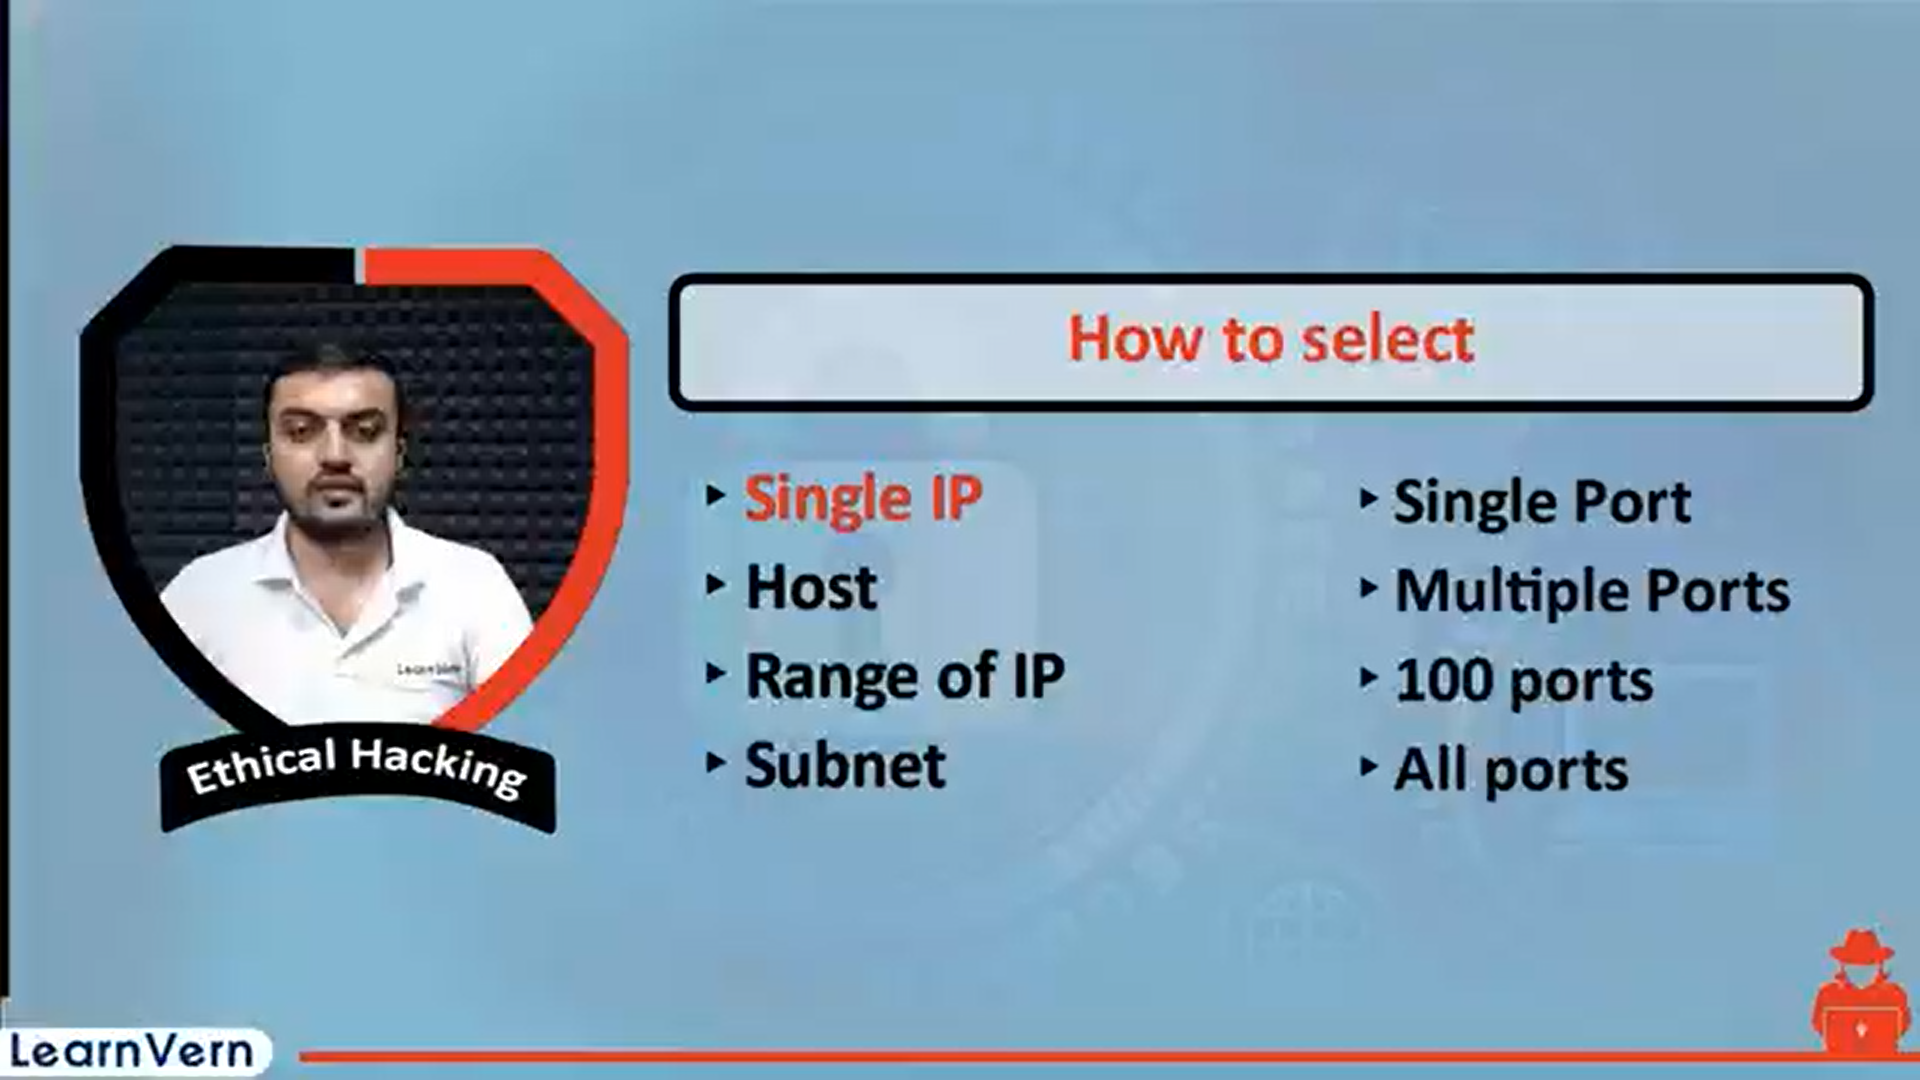 How to select
Single IP
Host
Range of IP
Subnet
Single Port
Multiple Ports
100 ports
All ports
LearnVern
Ethical Hacking
LearnVern